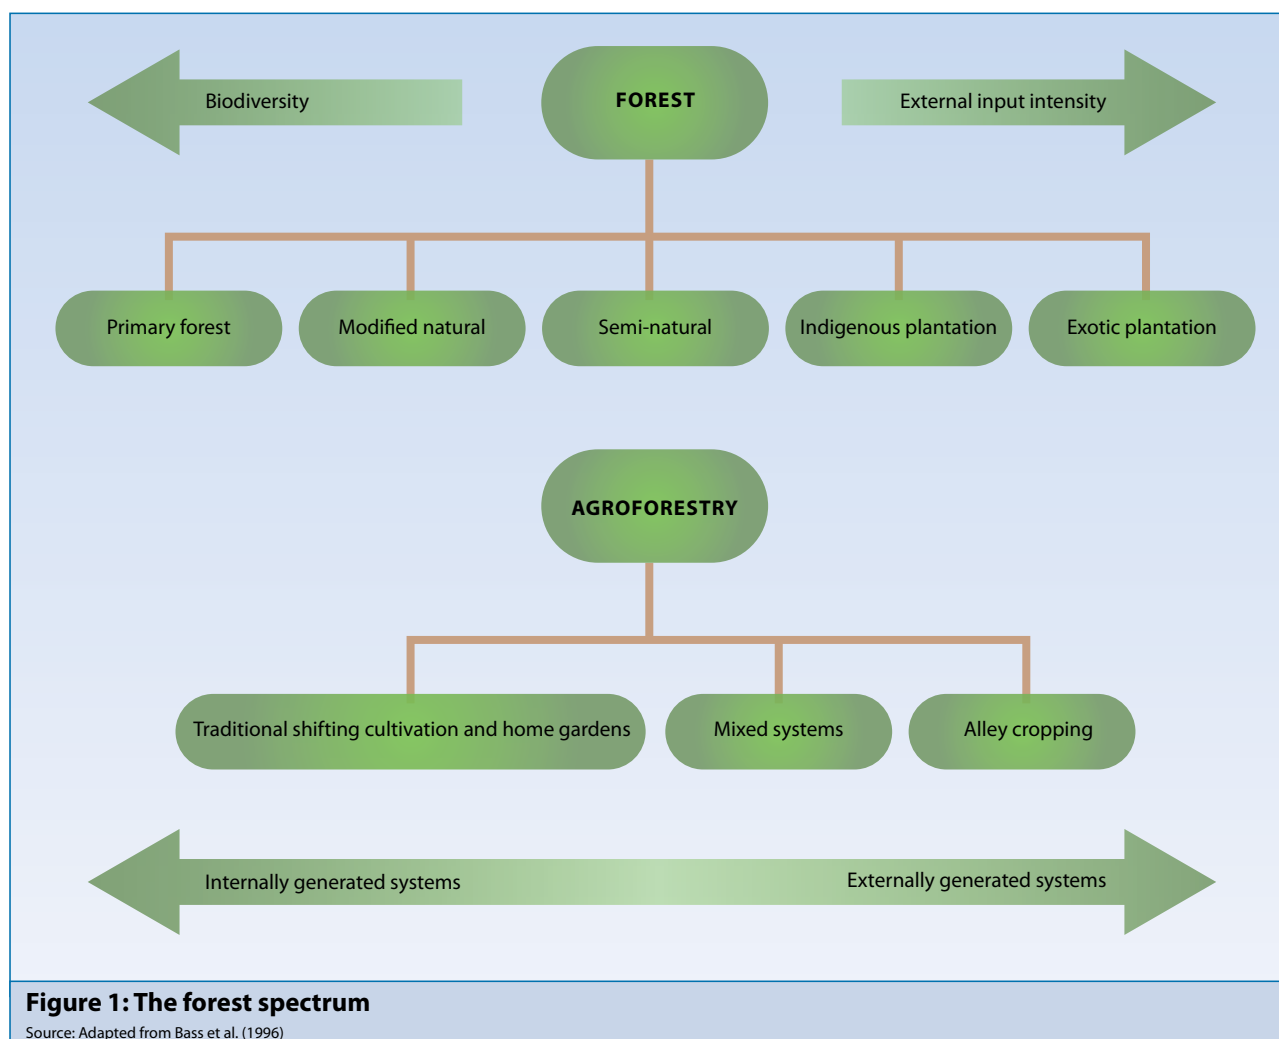 Biodiversity
FOREST
External input intensity
Primary forest
Modified natural
Semi-natural
Indigenous plantation
Exotic plantation
AGROFORESTRY
Traditional shifting cultivation and home gardens
Mixed systems
Alley cropping
Internally generated systems
Externally generated systems
Figure 1: The forest spectrum
Source: Adapted from Bass et al. (1996)